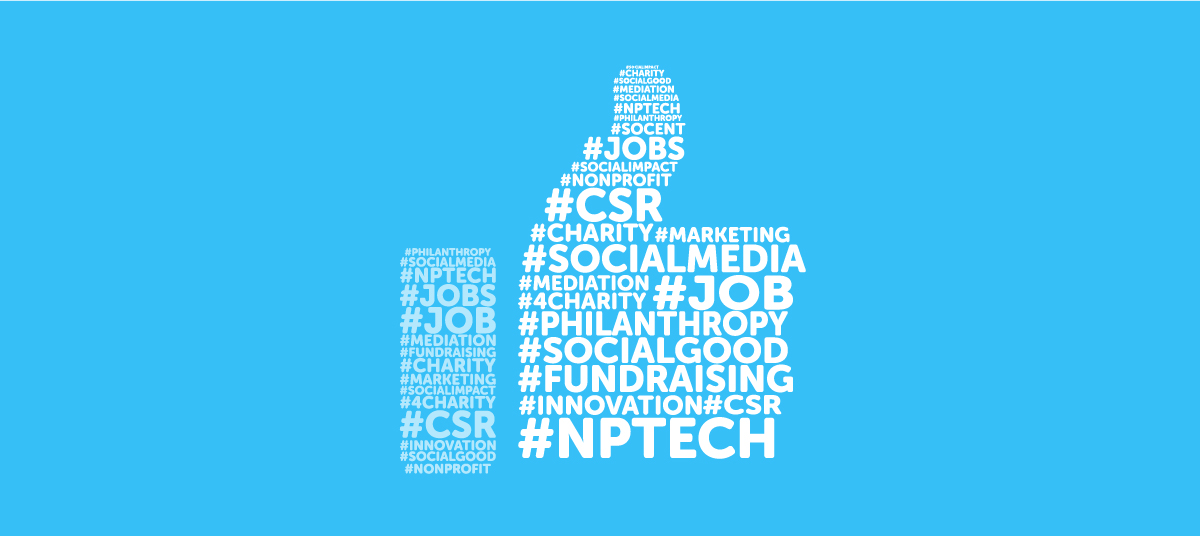 #SOCIALIMPACT
#CHARITY
#SOCIALGOOD
#MEDIATION
#SOCIALMEDIA
#NPTECH
#PHILANTHROPY
#SOCENT
#JOBS
#SOCIALIMPACT
#NONPROFIT
#CSR
#CHARITY #MARKETING
#SOCIALMEDIA
#MEDIATION
#4CHARITY #JOB
#PHILANTHROPY
#SOCIALGOOD
#FUNDRAISING
#INNOVATION#CSR
#NPTECH
#PHILANTHROPY
#SOCIALMEDIA
#NPTECH
#JOBS
#JOB
#MEDIATION
#FUNDRAISING
#CHARITY
#MARKETING
#SOCIALIMPACT
#4CHARITY
#CSR
#INNOVATION
#SOCIALGOOD
#NONPROFIT